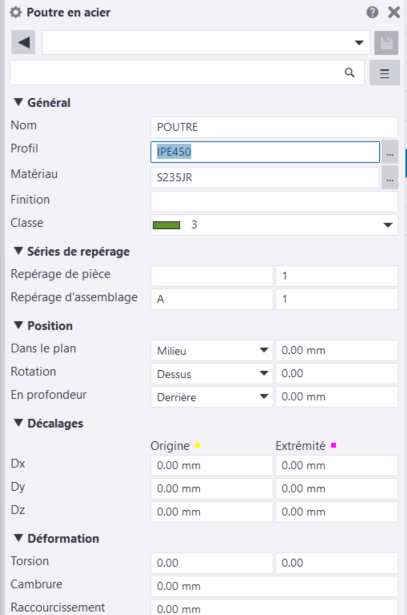 Poutre en acier
Général
Nom POUTRE
Profil IPE450 ...
Matériau S235JR ...
Finition
Classe 3
Séries de repérage
Repérage de pièce 1
Repérage d'assemblage A 1
Position
Dans le plan Milieu 0.00 mm
Rotation Dessus 0.00
En profondeur Derrière 0.00 mm
Décalages
Origine Extrémité
Dx 0.00 mm 0.00 mm
Dy 0.00 mm 0.00 mm
Dz 0.00 mm 0.00 mm
Déformation
Torsion 0.00 0.00
Cambrure 0.00 mm
Raccourcissement 0.00 mm